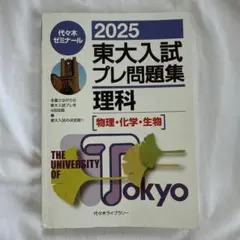 代々木
ゼミナール
2025
東大入試
プレ問題集
理科
[物理・化学・生物]
THE
UNIVERSITY
OF
Tokyo
代々木ライブラリー